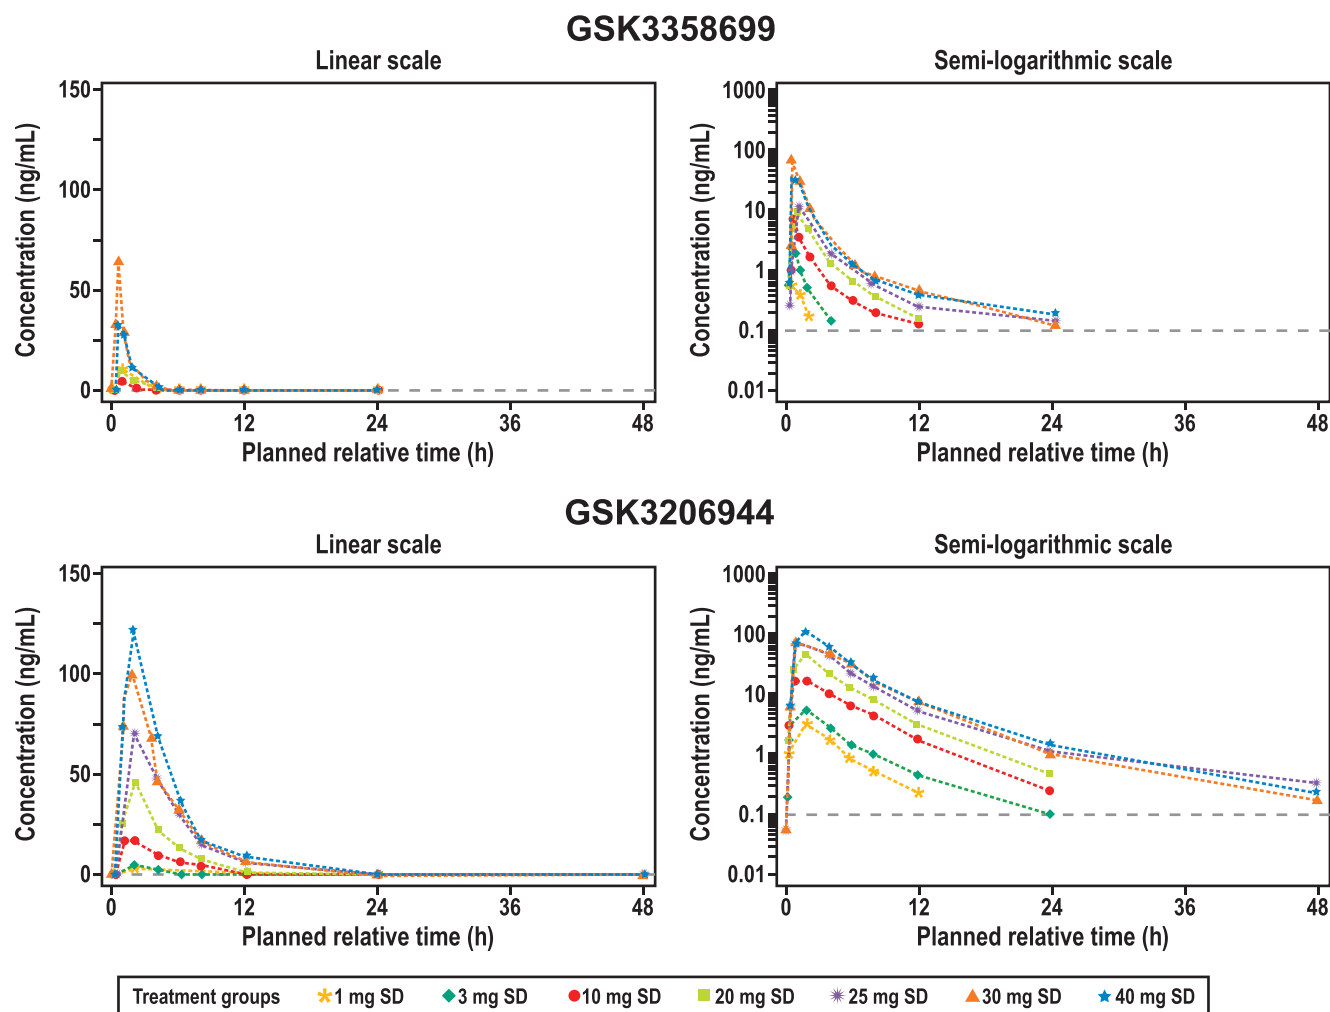 GSK3358699
Linear scale
Semi-logarithmic scale
Concentration (ng/mL)
150
100
50
0
0 12 24 36 48
Planned relative time (h)
Concentration (ng/mL)
1000
100
10
1
0.1
0.01
0 12 24 36 48
Planned relative time (h)
GSK3206944
Linear scale
Semi-logarithmic scale
Concentration (ng/mL)
150
100
50
0
0 12 24 36 48
Planned relative time (h)
Concentration (ng/mL)
1000
100
10
1
0.1
0.01
0 12 24 36 48
Planned relative time (h)
Treatment groups 1 mg SD 3 mg SD 10 mg SD 20 mg SD 25 mg SD 30 mg SD 40 mg SD